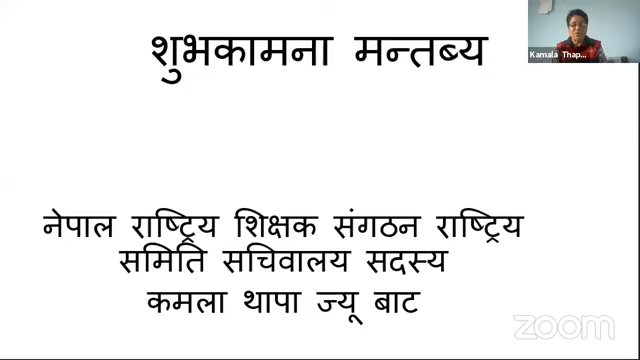 शुभकामना मन्तब्य
Kamala Thap...
नेपाल राष्ट्रिय शिक्षक संगठन राष्ट्रिय
समिति सचिवालय सदस्य
कमला थापा ज्यू बाट
zoom